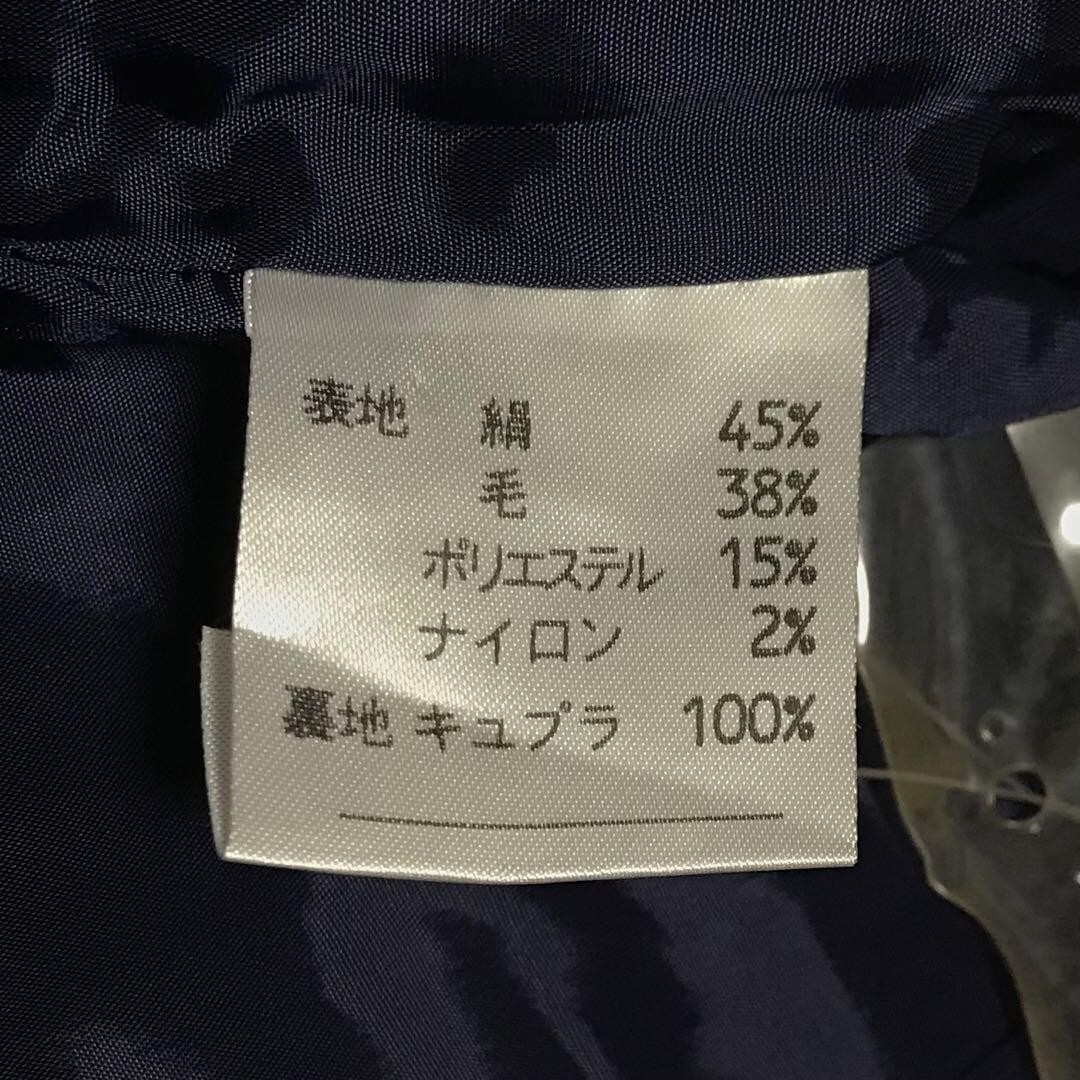 表地 絹 45%
毛 38%
ポリエステル 15%
ナイロン 2%
裏地 キュプラ 100%